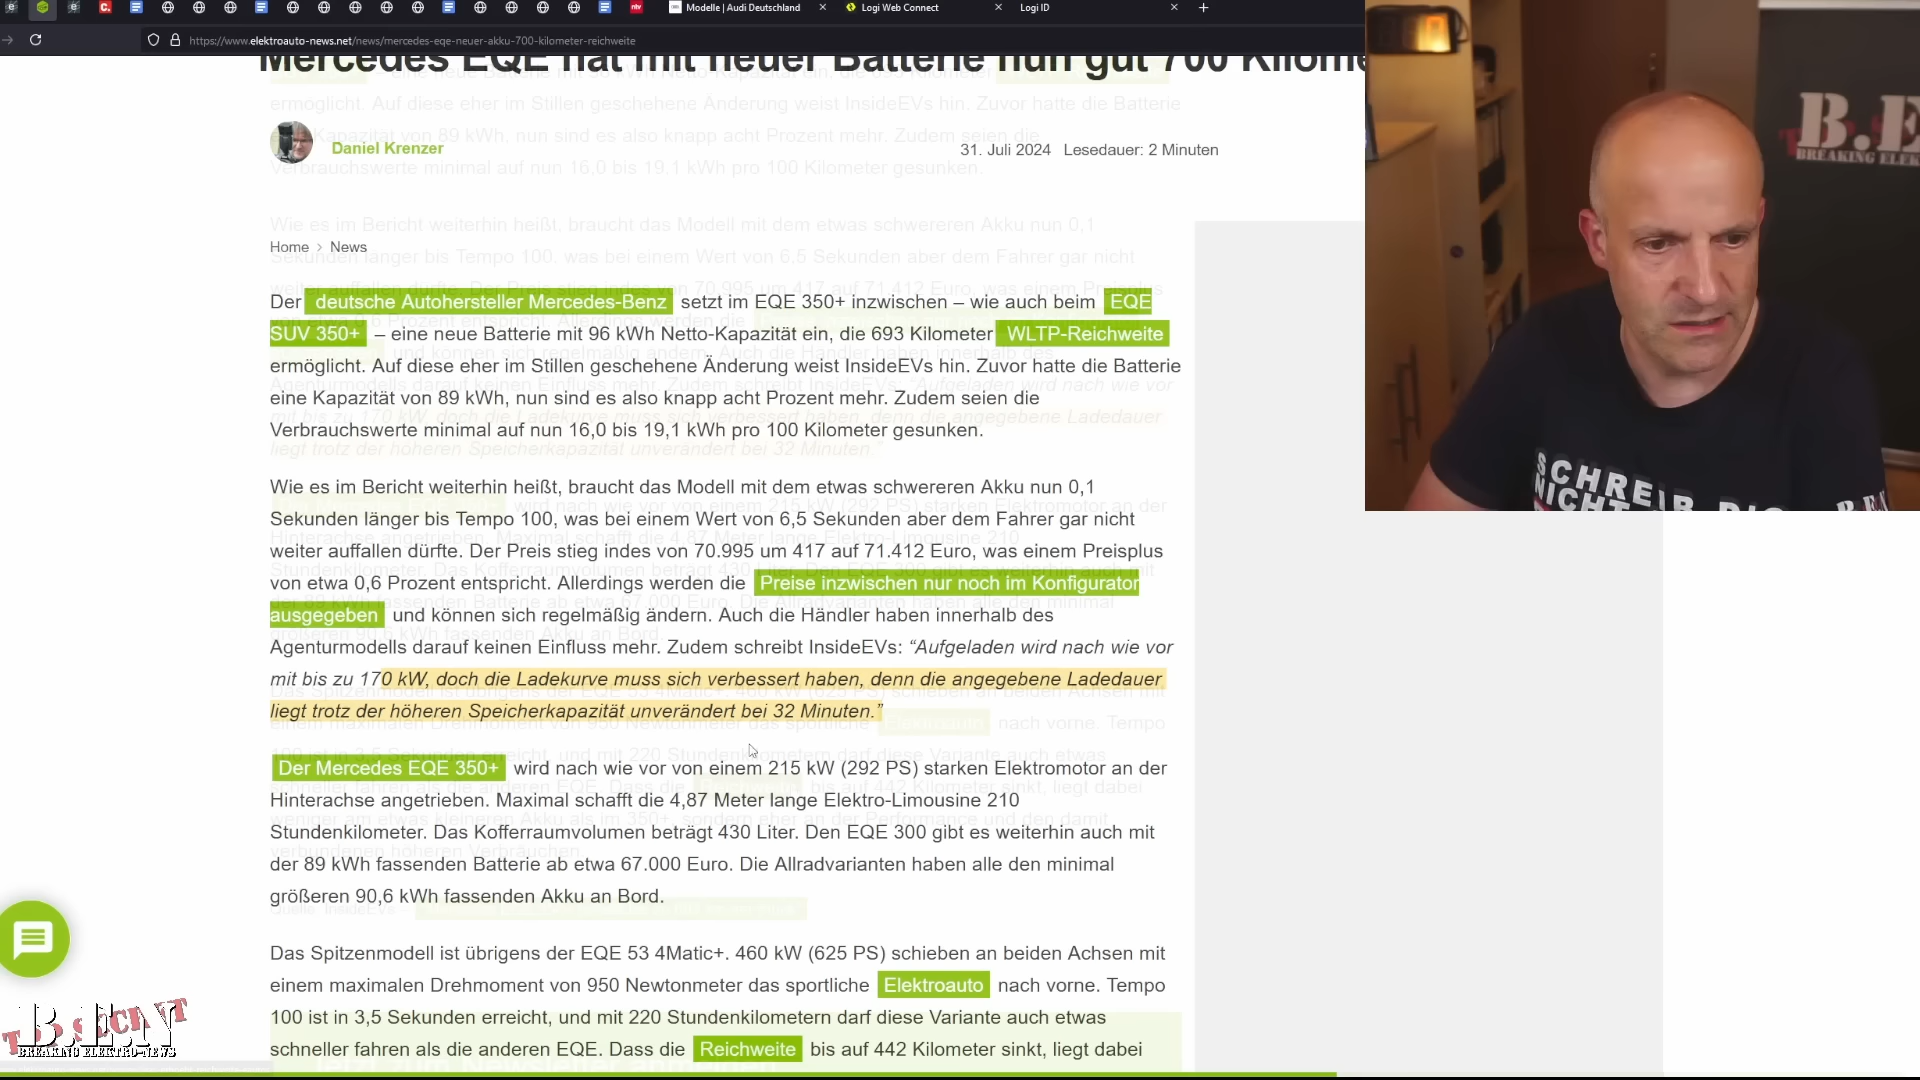 Modelle | Audi Deutschland
Logi Web Connect
Logi ID
https://www.elektroauto-news.net/news/mercedes-eqe-neuer-akku-700-kilometer-reichweite
Mercedes EQE hat mit neuer Batterie nun gut 700 Kilome
Daniel Krenzer
31. Juli 2024 Lesedauer: 2 Minuten
Home > News
Der deutsche Autohersteller Mercedes-Benz setzt im EQE 350+ inzwischen – wie auch beim EQE
SUV 350+ – eine neue Batterie mit 96 kWh Netto-Kapazität ein, die 693 Kilometer WLTP-Reichweite
ermöglicht. Auf diese eher im Stillen geschehene Änderung weist InsideEVs hin. Zuvor hatte die Batterie
eine Kapazität von 89 kWh, nun sind es also knapp acht Prozent mehr. Zudem seien die
Verbrauchswerte minimal auf nun 16,0 bis 19,1 kWh pro 100 Kilometer gesunken.
Wie es im Bericht weiterhin heißt, braucht das Modell mit dem etwas schwereren Akku nun 0,1
Sekunden länger bis Tempo 100, was bei einem Wert von 6,5 Sekunden aber dem Fahrer gar nicht
weiter auffallen dürfte. Der Preis stieg indes von 70.995 um 417 auf 71.412 Euro, was einem Preisplus
von etwa 0,6 Prozent entspricht. Allerdings werden die Preise inzwischen nur noch im Konfigurator
ausgegeben und können sich regelmäßig ändern. Auch die Händler haben innerhalb des
Agenturmodells darauf keinen Einfluss mehr. Zudem schreibt InsideEVs: “Aufgeladen wird nach wie vor
mit bis zu 170 kW, doch die Ladekurve muss sich verbessert haben, denn die angegebene Ladedauer
liegt trotz der höheren Speicherkapazität unverändert bei 32 Minuten.”
Der Mercedes EQE 350+ wird nach wie vor von einem 215 kW (292 PS) starken Elektromotor an der
Hinterachse angetrieben. Maximal schafft die 4,87 Meter lange Elektro-Limousine 210
Stundenkilometer. Das Kofferraumvolumen beträgt 430 Liter. Den EQE 300 gibt es weiterhin auch mit
der 89 kWh fassenden Batterie ab etwa 67.000 Euro. Die Allradvarianten haben alle den minimal
größeren 90,6 kWh fassenden Akku an Bord.
Das Spitzenmodell ist übrigens der EQE 53 4Matic+. 460 kW (625 PS) schieben an beiden Achsen mit
einem maximalen Drehmoment von 950 Newtonmeter das sportliche Elektroauto nach vorne. Tempo
100 ist in 3,5 Sekunden erreicht, und mit 220 Stundenkilometern darf diese Variante auch etwas
schneller fahren als die anderen EQE. Dass die Reichweite bis auf 442 Kilometer sinkt, liegt dabei
B.E
BREAKING ELEK
SCHREIB
NICHT
B.E.N
BREAKING ELEKTRO-NEWS